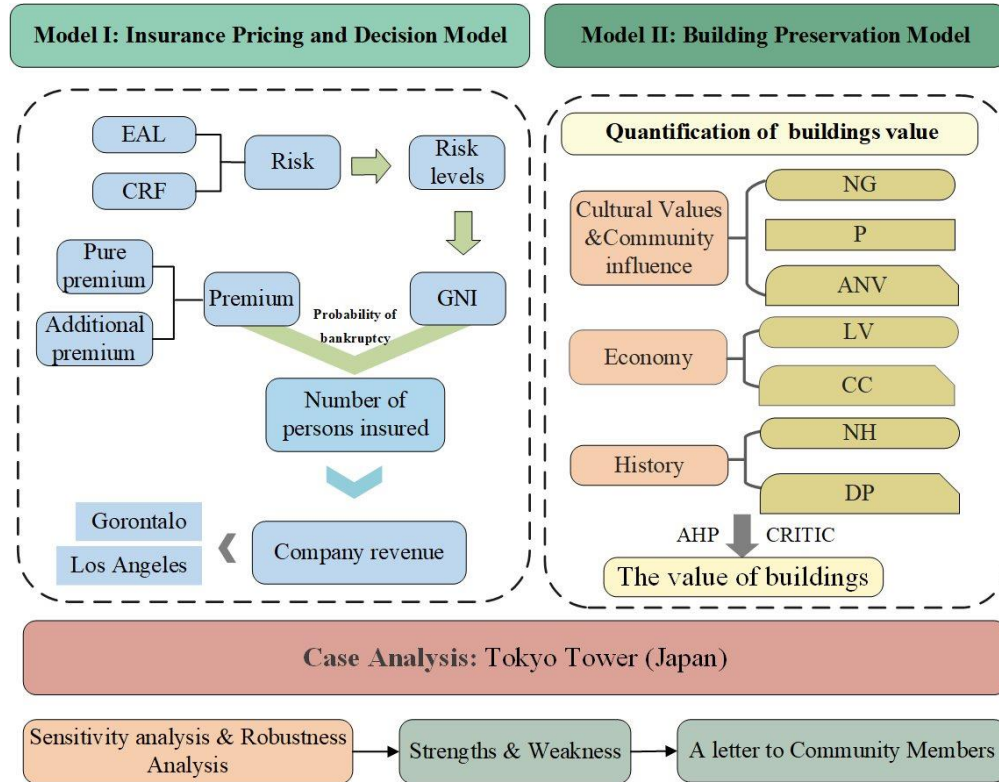 Model I: Insurance Pricing and Decision Model
Model II: Building Preservation Model
EAL
CRF
Risk
Risk
levels
Pure
premium
Additional
premium
Premium
GNI
Probability of
bankruptcy
Number of
persons insured
Company revenue
Gorontalo
Los Angeles
Quantification of buildings value
Cultural Values
&Community
influence
NG
P
ANV
Economy
LV
CC
History
NH
DP
AHP
CRITIC
The value of buildings
Case Analysis: Tokyo Tower (Japan)
Sensitivity analysis & Robustness
Analysis
Strengths & Weakness
A letter to Community Members